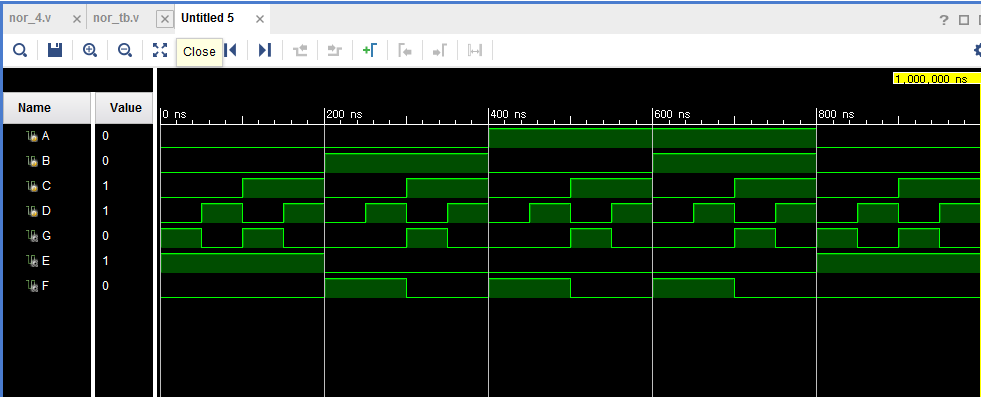 nor_4.v × nor_tb.v × Untitled 5 ×
? 
Close
1,000,000 ns
Name Value 0 ns 200 ns 400 ns 600 ns 800 ns
A 0
B 0
C 1
D 1
G 0
E 1
F 0